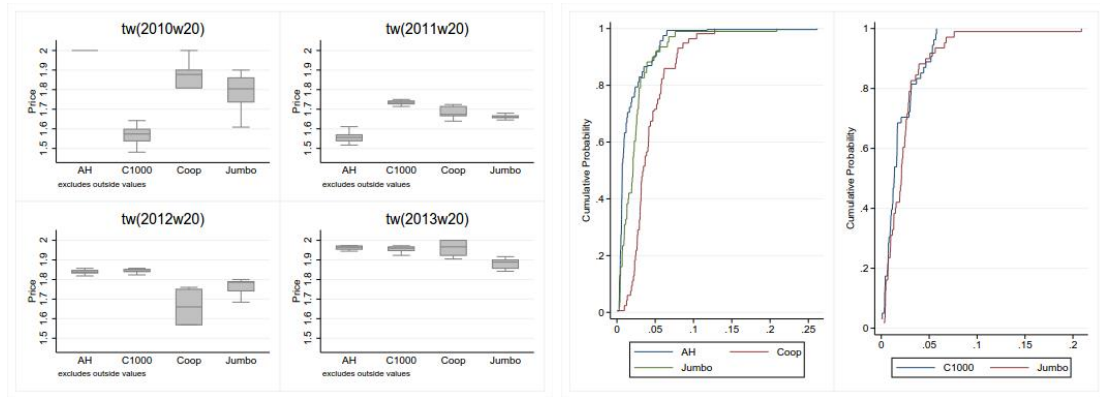 tw(2010w20)
Price
2
1.9
1.8
1.7
1.6
1.5
AH C1000 Coop Jumbo
excludes outside values
tw(2011w20)
Price
2
1.9
1.8
1.7
1.6
1.5
AH C1000 Coop Jumbo
excludes outside values
tw(2012w20)
Price
2
1.9
1.8
1.7
1.6
1.5
AH C1000 Coop Jumbo
excludes outside values
tw(2013w20)
Price
2
1.9
1.8
1.7
1.6
1.5
AH C1000 Coop Jumbo
excludes outside values
Cumulative Probability
1
.8
.6
.4
.2
0
0 .05 .1 .15 .2 .25
AH Coop
Jumbo
Cumulative Probability
1
.8
.6
.4
.2
0
0 .05 .1 .15 .2
C1000 Jumbo